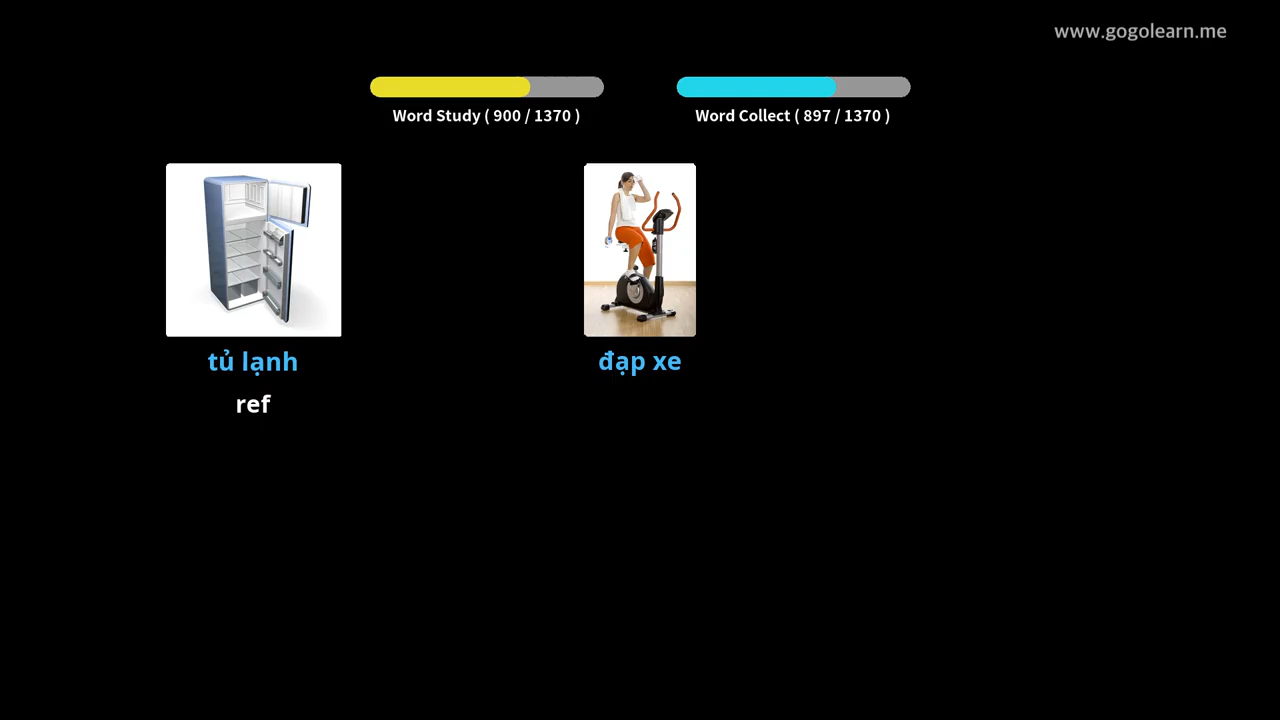 www.gogolearn.me
Word Study ( 900 / 1370 )
Word Collect ( 897 / 1370 )
tủ lạnh
đạp xe
ref